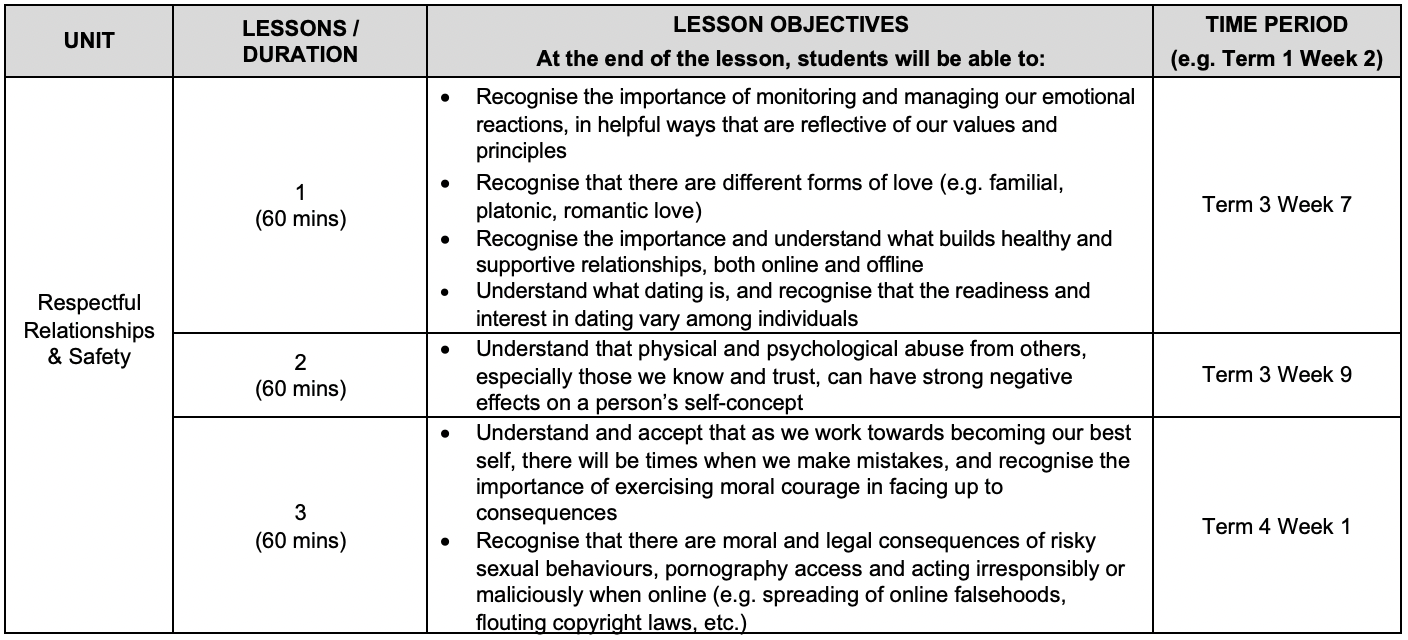 UNIT
LESSONS /
DURATION
LESSON OBJECTIVES
At the end of the lesson, students will be able to:
TIME PERIOD
(e.g. Term 1 Week 2)
Respectful
Relationships
& Safety
1
(60 mins)
• Recognise the importance of monitoring and managing our emotional
reactions, in helpful ways that are reflective of our values and
principles
• Recognise that there are different forms of love (e.g. familial,
platonic, romantic love)
• Recognise the importance and understand what builds healthy and
supportive relationships, both online and offline
• Understand what dating is, and recognise that the readiness and
interest in dating vary among individuals
Term 3 Week 7
2
(60 mins)
• Understand that physical and psychological abuse from others,
especially those we know and trust, can have strong negative
effects on a person’s self-concept
Term 3 Week 9
3
(60 mins)
• Understand and accept that as we work towards becoming our best
self, there will be times when we make mistakes, and recognise the
importance of exercising moral courage in facing up to
consequences
• Recognise that there are moral and legal consequences of risky
sexual behaviours, pornography access and acting irresponsibly or
maliciously when online (e.g. spreading of online falsehoods,
flouting copyright laws, etc.)
Term 4 Week 1